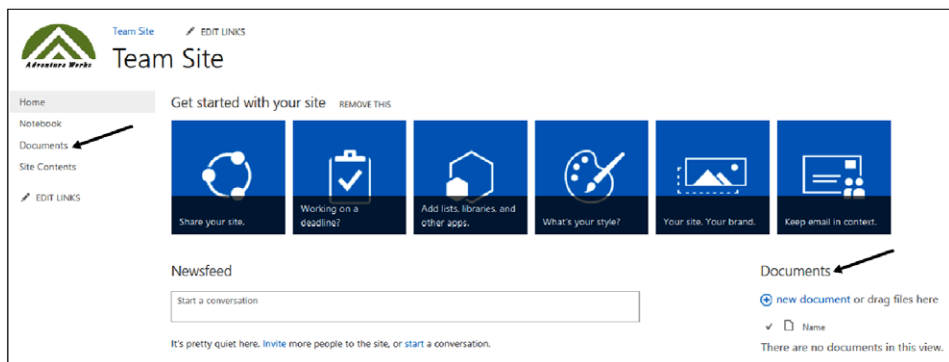 Adventure Works
Team Site
EDIT LINKS
Team Site
Home
Notebook
Documents
Site Contents
EDIT LINKS
Get started with your site REMOVE THIS
Share your site.
Working on a
deadline?
Add lists, libraries, and
other apps.
What's your style?
Your site. Your brand.
Keep email in context.
Newsfeed
Start a conversation
It's pretty quiet here. Invite more people to the site, or start a conversation.
Documents
new document or drag files here
Name
There are no documents in this view.